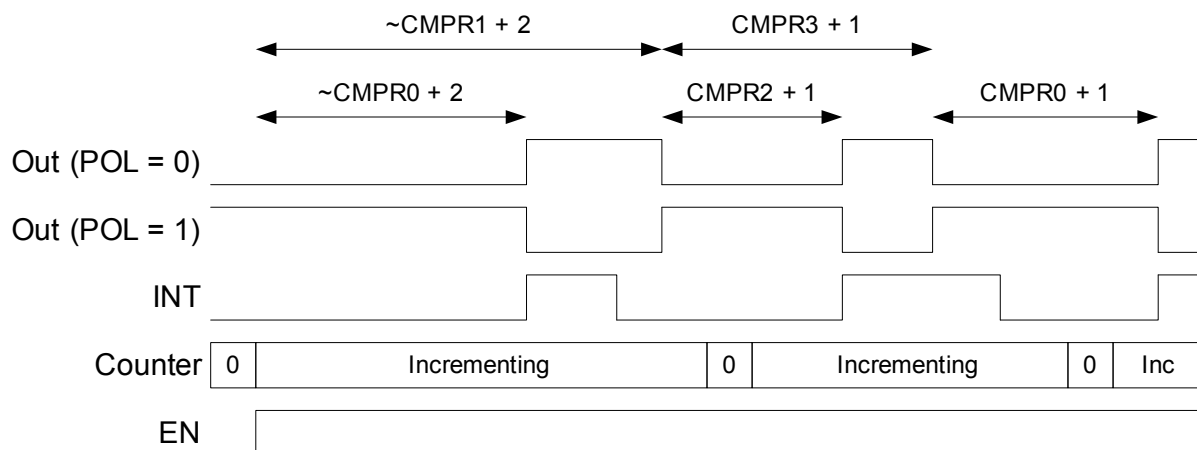 ~CMPR1 + 2 CMPR3 + 1
~CMPR0 + 2 CMPR2 + 1 CMPR0 + 1
Out (POL = 0)
Out (POL = 1)
INT
Counter 0 Incrementing 0 Incrementing 0 Inc
EN